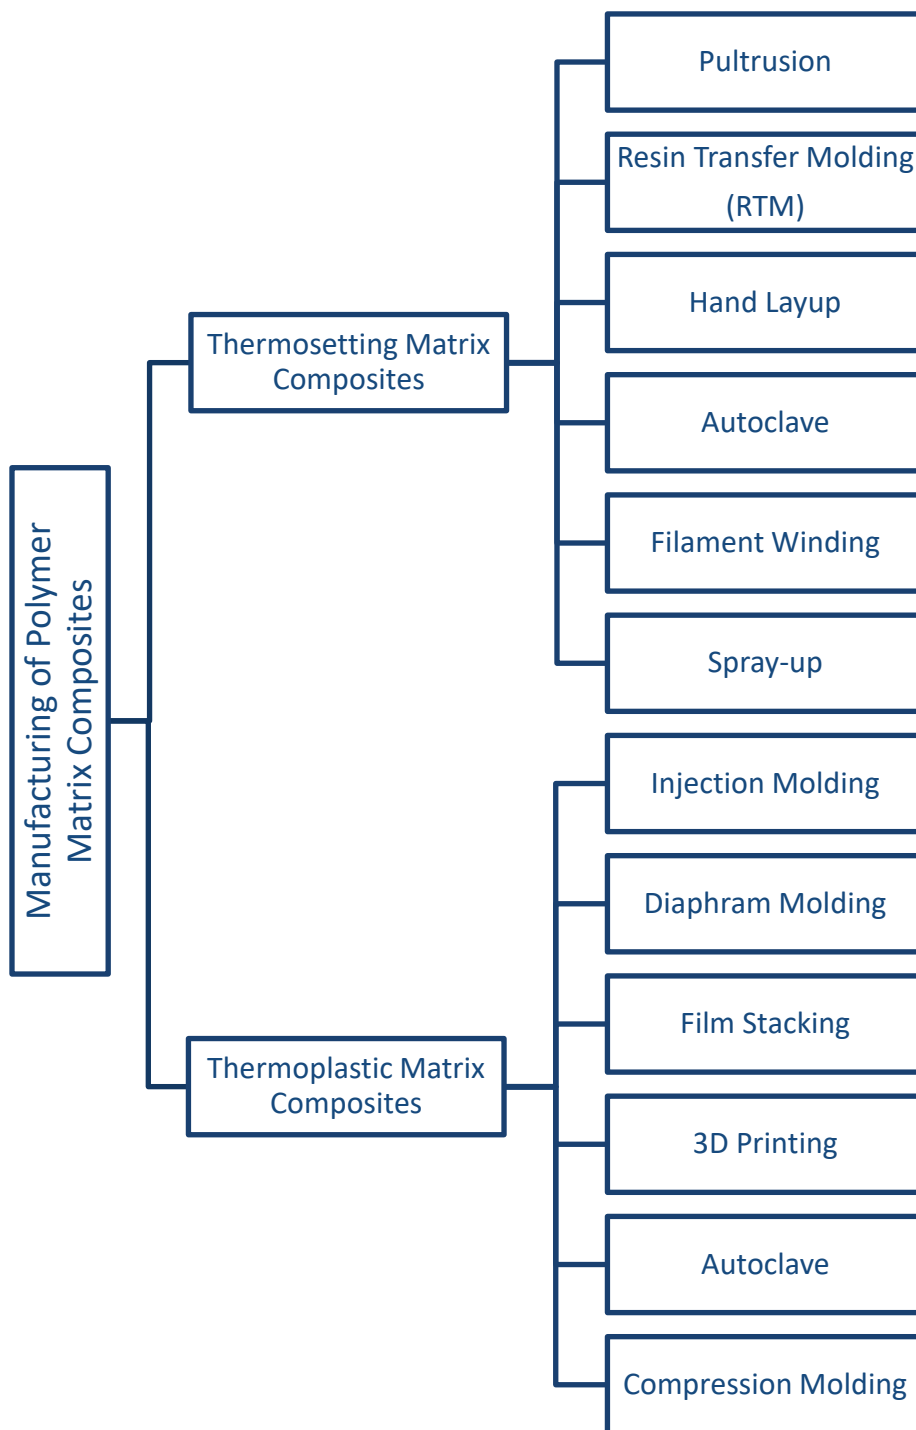 Manufacturing of Polymer
Matrix Composites
Thermosetting Matrix
Composites
Pultrusion
Resin Transfer Molding
(RTM)
Hand Layup
Autoclave
Filament Winding
Spray-up
Thermoplastic Matrix
Composites
Injection Molding
Diaphram Molding
Film Stacking
3D Printing
Autoclave
Compression Molding